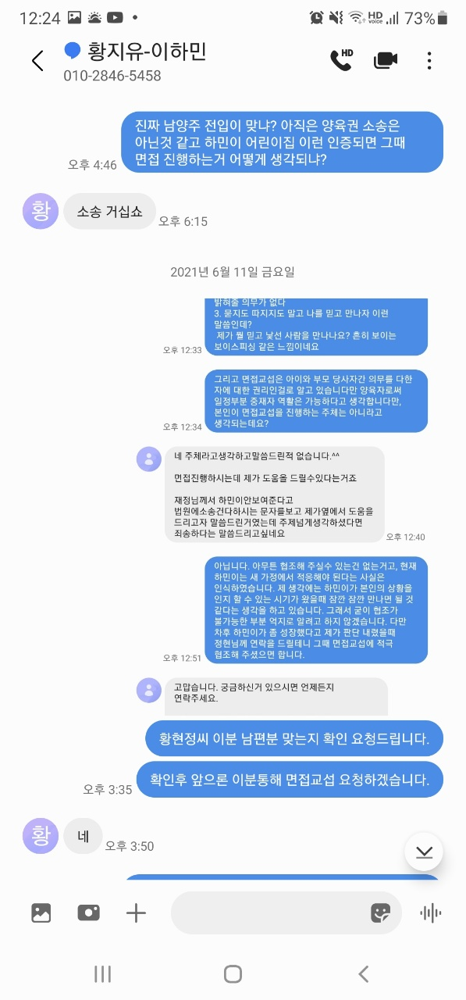 12:24
HD voice 73%
황지유-이하민
HD
010-2846-5458
진짜 남양주 전입이 맞냐? 아직은 양육권 소송은
아닌것 같고 하민이 어린이집 이런 인증되면 그때
면접 진행하는거 어떻게 생각되냐?
오후 4:46
황
소송 거십쇼
오후 6:15
2021년 6월 11일 금요일
밝혀줄 의무가 없다
3. 묻지도 따지지도 말고 나를 믿고 만나자 이런
말씀인데?
제가 뭘 믿고 낯선 사람을 만나나요? 흔히 보이는
보이스피싱 같은 느낌이네요
오후 12:33
그리고 면접교섭은 아이와 부모 당사자간 의무를 다한
자에 대한 권리인걸로 알고 있습니다만 양육자로써
일정부분 중재자 역활은 가능하다고 생각합니다만,
본인이 면접교섭을 진행하는 주체는 아니라고
생각되는데요?
오후 12:34
네 주체라고생각하고말씀드린적 없습니다.^^
면접진행하시는데 제가 도움을 드릴수있다는거죠
재정님께서 하민이안보여준다고
법원에소송건다하시는 문자를보고 제가옆에서 도움을
드리고자 말씀드린거였는데 주제넘게생각하셨다면
죄송하다는 말씀드리고싶네요
오후 12:40
아닙니다. 아무튼 협조해 주실수 있는건 없는거고, 현재
하민이는 새 가정에서 적응해야 된다는 사실은
인식하였습니다. 제 생각에는 하민이가 본인의 상황을
인지 할 수 있는 시기가 왔을때 잠깐 잠깐 만나면 될 것
같다는 생각을 하고 있습니다. 그래서 굳이 협조가
불가능한 부분 억지로 알려고 하지 않겠습니다. 다만
차후 하민이가 좀 성장했다고 제가 판단 내렸을때
정현님께 연락을 드릴테니 그때 면접교섭에 적극
협조해 주셨으면 합니다.
오후 12:51
고맙습니다. 궁금하신거 있으시면 언제든지
연락주세요.
황현정씨 이분 남편분 맞는지 확인 요청드립니다.
확인후 앞으론 이분통해 면접교섭 요청하겠습니다.
오후 3:35
황
네
오후 3:50